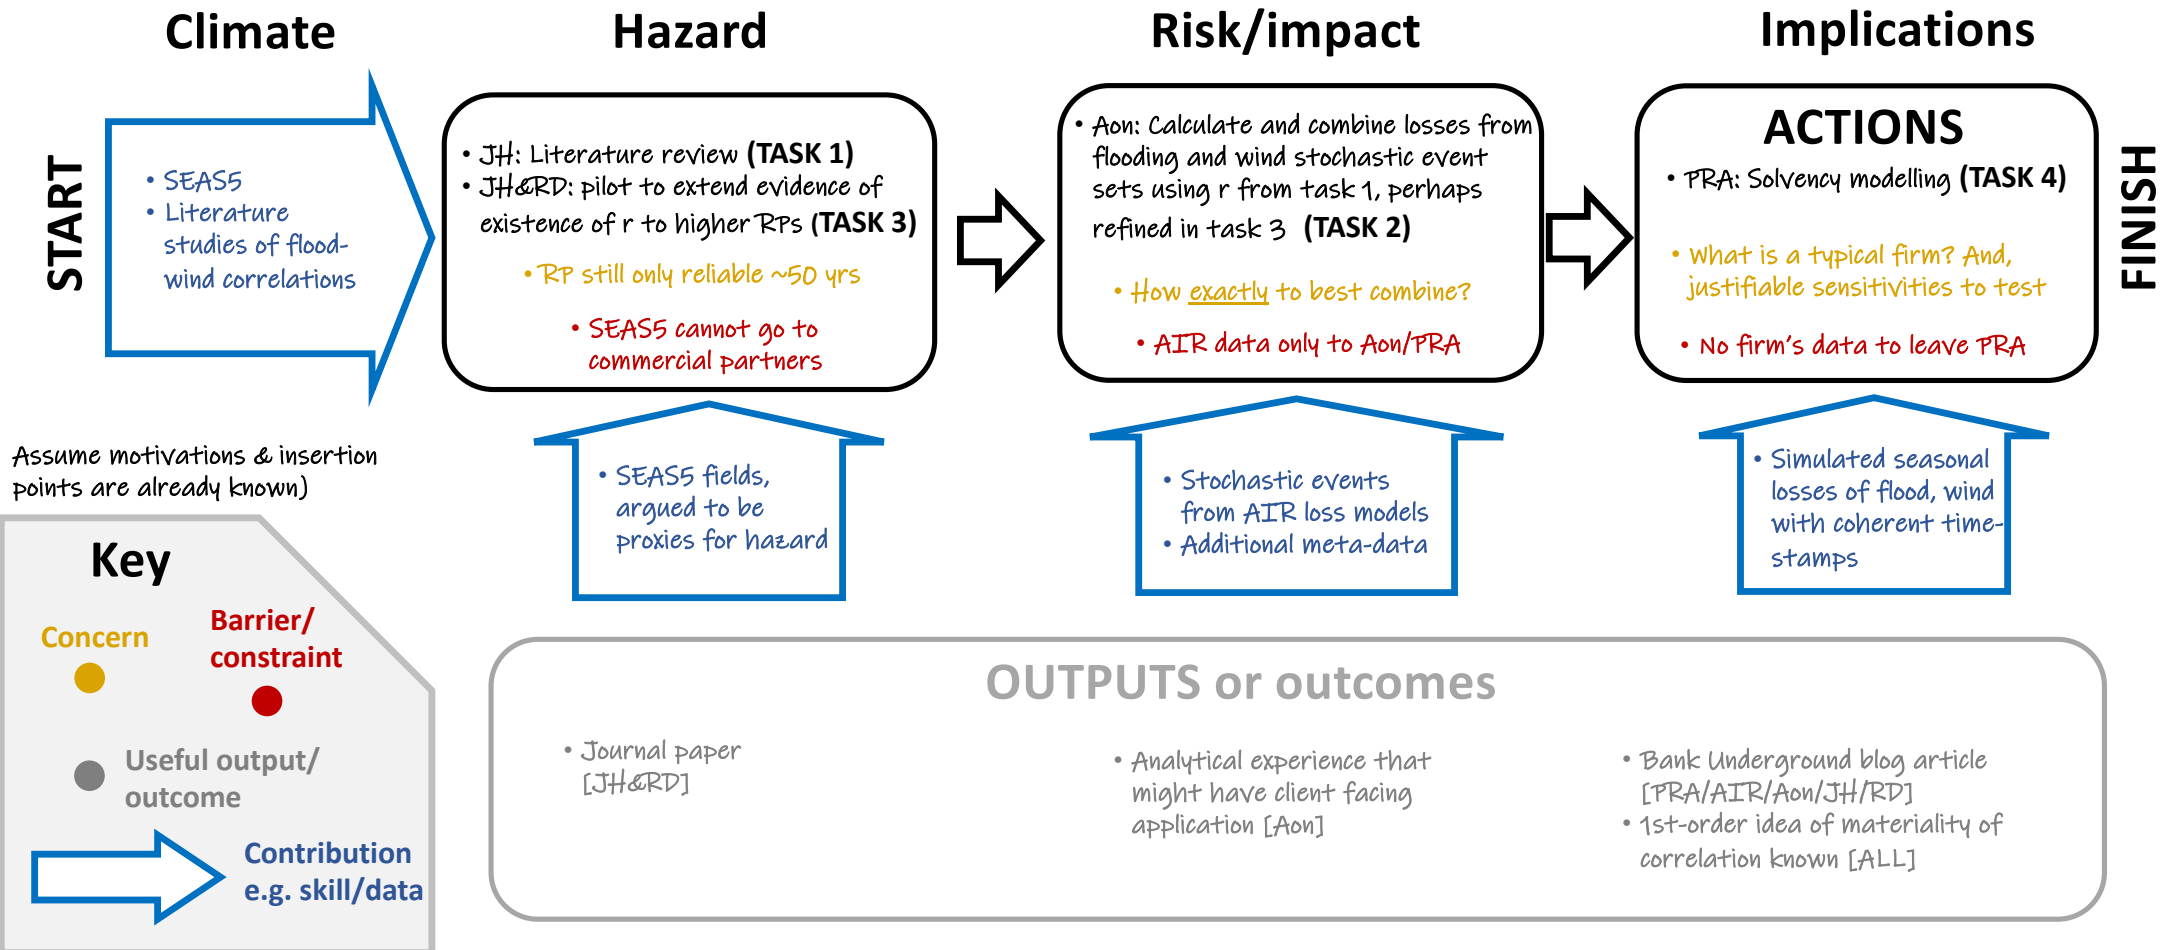 Climate
Hazard
Risk/impact
Implications
START
• SEAS5
• Literature
studies of flood-
wind correlations
• JH: Literature review (TASK 1)
• JH&RD: pilot to extend evidence of
existence of r to higher RPs (TASK 3)
• RP still only reliable ~50 yrs
• SEAS5 cannot go to
commercial partners
• Aon: Calculate and combine losses from
flooding and wind stochastic event
sets using r from task 1, perhaps
refined in task 3 (TASK 2)
• How exactly to best combine?
• AIR data only to Aon/PRA
ACTIONS
• PRA: Solvency modelling (TASK 4)
• What is a typical firm? And,
justifiable sensitivities to test
• No firm's data to leave PRA
FINISH
Assume motivations & insertion
points are already known)
• SEAS5 fields,
argued to be
proxies for hazard
• Stochastic events
from AIR loss models
• Additional meta-data
• Simulated seasonal
losses of flood, wind
with coherent time-
stamps
Key
Concern
Barrier/
constraint
Useful output/
outcome
Contribution
e.g. skill/data
OUTPUTS or outcomes
• Journal paper
[JH&RD]
• Analytical experience that
might have client facing
application [Aon]
• Bank Underground blog article
[PRA/AIR/Aon/JH/RD]
• 1st-order idea of materiality of
correlation known [ALL]